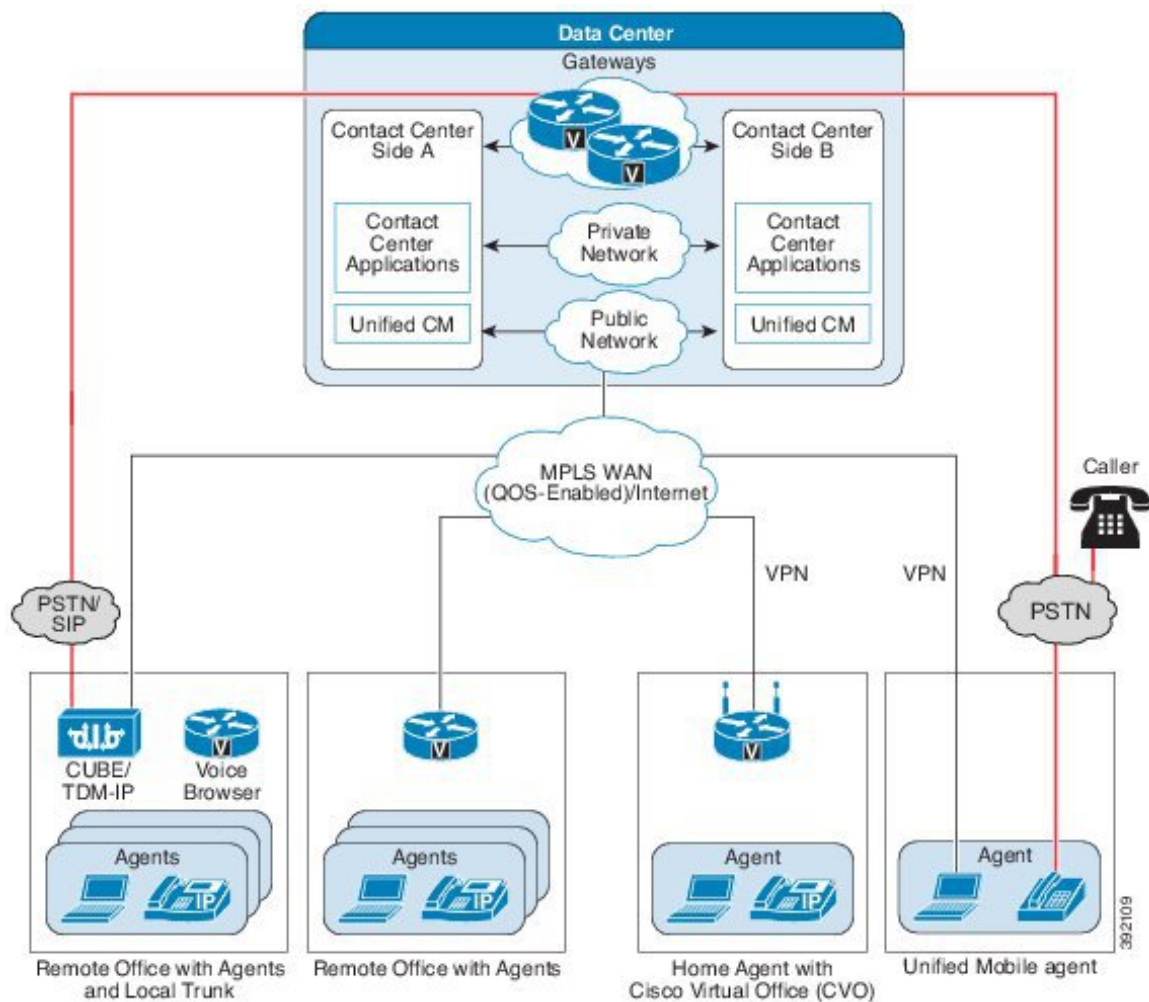 Data Center
Gateways
Contact Center
Side A
Contact Center
Side B
V
V
Contact
Center
Applications
Private
Network
Contact
Center
Applications
Unified CM
Public
Network
Unified CM
MPLS WAN
(QOS-Enabled)/Internet
Caller
VPN
VPN
PSTN/
SIP
PSTN
V
V
V
CUBE/
TDM-IP
Voice
Browser
Agents
IP
Agents
IP
Agent
IP
Agent
392109
Remote Office with Agents
and Local Trunk
Remote Office with Agents
Home Agent with
Cisco Virtual Office (CVO)
Unified Mobile agent